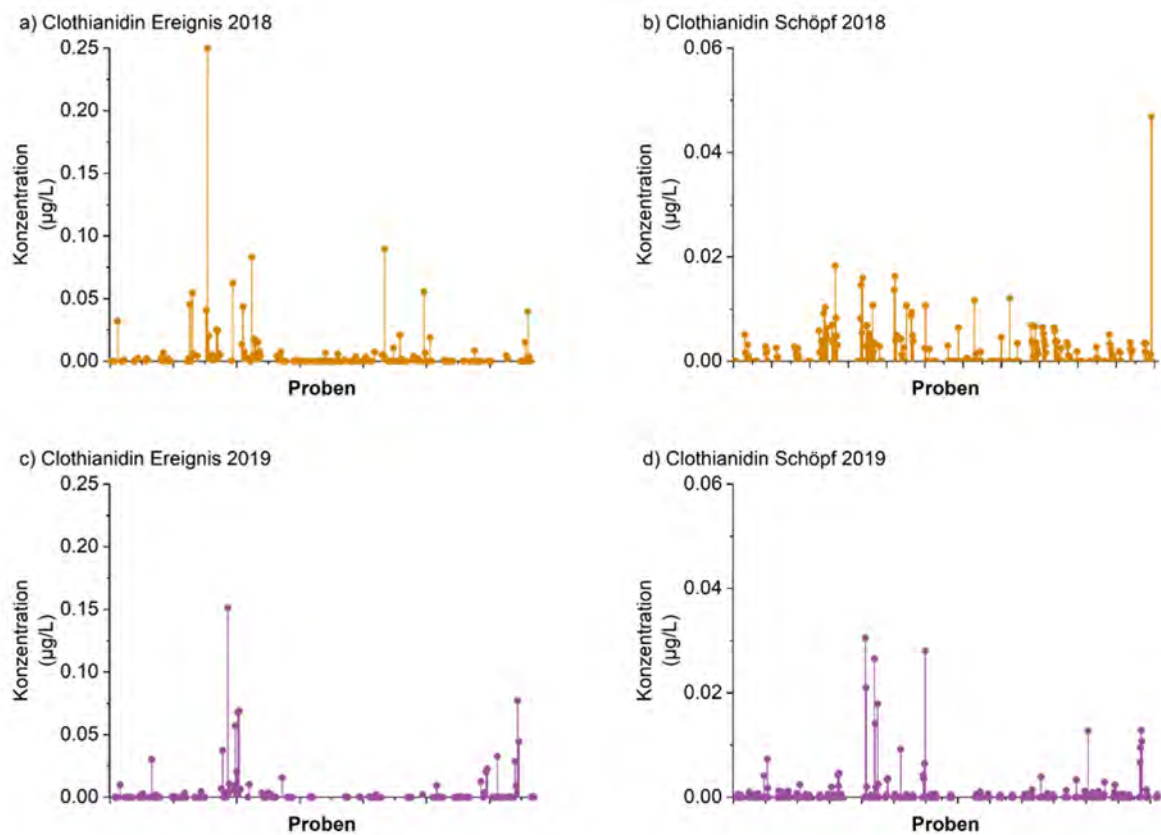 a) Clothianidin Ereignis 2018
0.25
0.20
0.15
0.10
0.05
0.00
Konzentration
(µg/L)
Proben
b) Clothianidin Schöpf 2018
0.06
0.04
0.02
0.00
Konzentration
(µg/L)
Proben
c) Clothianidin Ereignis 2019
0.25
0.20
0.15
0.10
0.05
0.00
Konzentration
(µg/L)
Proben
d) Clothianidin Schöpf 2019
0.06
0.04
0.02
0.00
Konzentration
(µg/L)
Proben